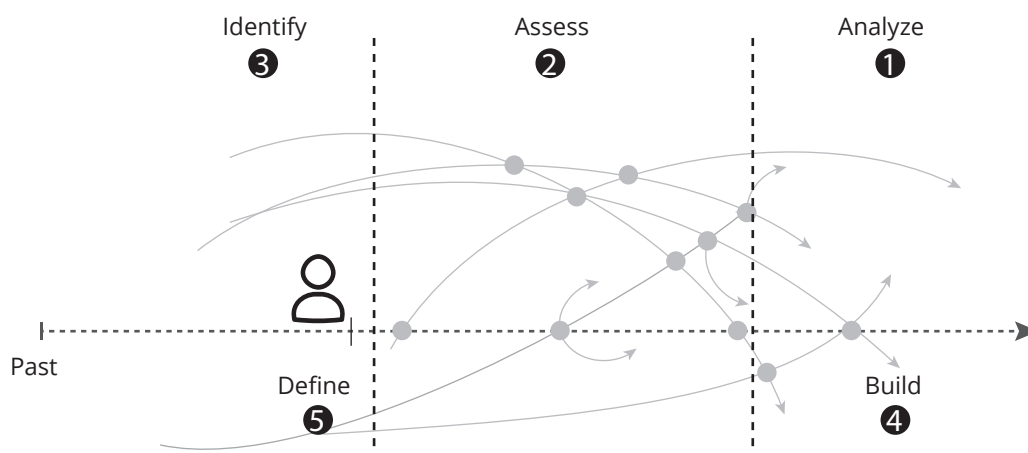 Identify
3
Assess
2
Analyze
1
Past
Define
5
Build
4